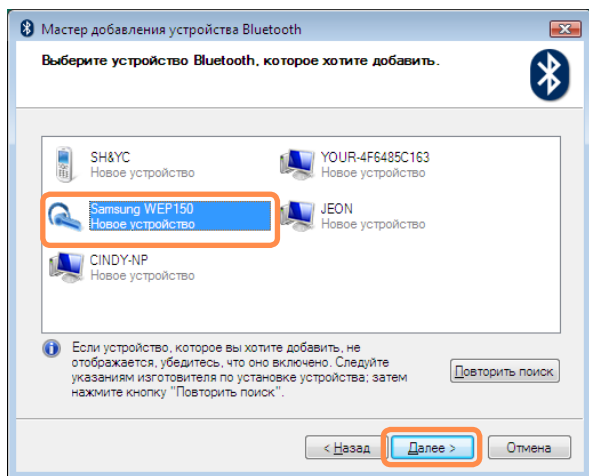 Мастер добавления устройства Bluetooth
Выберите устройство Bluetooth, которое хотите добавить.
SH&YC
Новое устройство
YOUR-4F6485C163
Новое устройство
Samsung WEP150
Новое устройство
JEON
Новое устройство
CINDY-NP
Новое устройство
Если устройство, которое вы хотите добавить, не
отображается, убедитесь, что оно включено. Следуйте
указаниям изготовителя по установке устройства; затем
нажмите кнопку "Повторить поиск".
Повторить поиск
< Назад
Далее >
Отмена